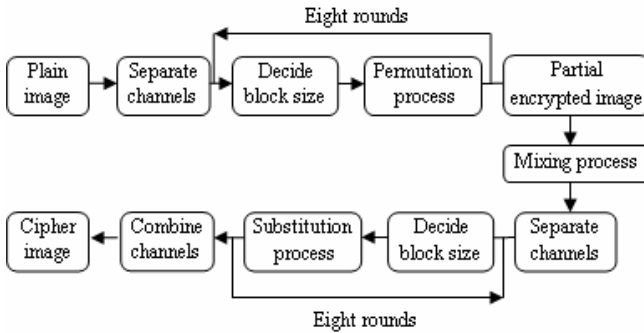 Eight rounds
Plain
image
Separate
channels
Decide
block size
Permutation
process
Partial
encrypted image
Mixing process
Separate
channels
Decide
block size
Substitution
process
Combine
channels
Cipher
image
Eight rounds